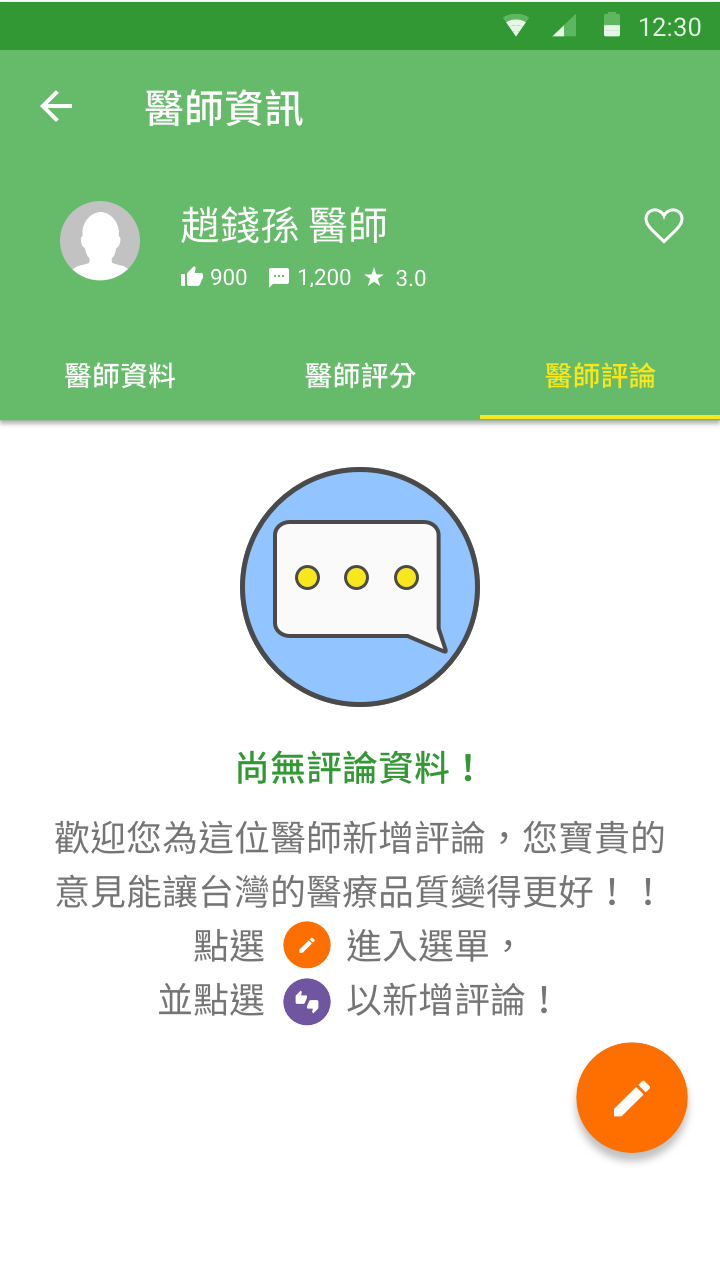 12:30
醫師資訊
趙錢孫 醫師
900 1,200 3.0
醫師資料 醫師評分 醫師評論
尚無評論資料！
歡迎您為這位醫師新增評論，您寶貴的
意見能讓台灣的醫療品質變得更好！！
點選 進入選單，
並點選 以新增評論！